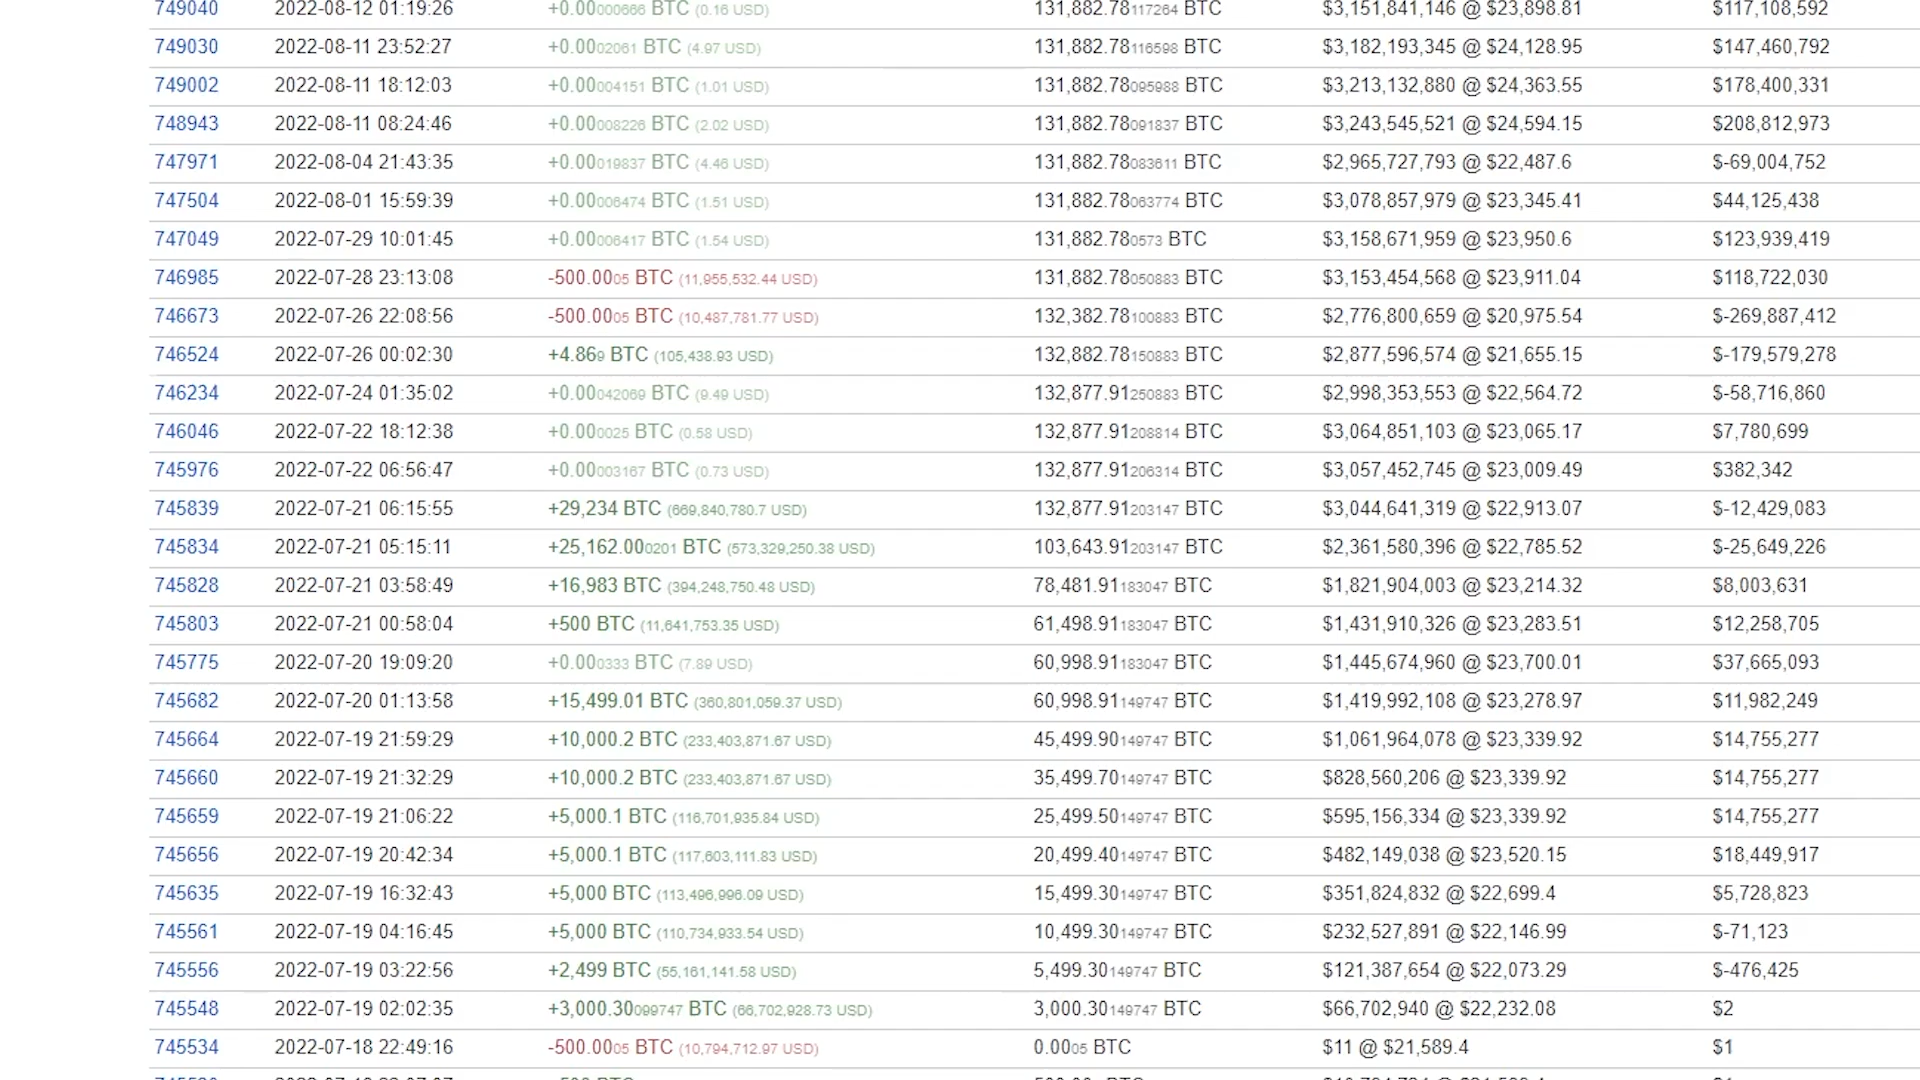 749040 2022-08-12 01:19:26 +0.00000666 BTC (0.16 USD) 131,882.78117264 BTC $3,151,841,146 @ $23,898.81 $117,108,592
749030 2022-08-11 23:52:27 +0.0002061 BTC (4.97 USD) 131,882.78116598 BTC $3,182,193,345 @ $24,128.95 $147,460,792
749002 2022-08-11 18:12:03 +0.00004151 BTC (1.01 USD) 131,882.78095988 BTC $3,213,132,880 @ $24,363.55 $178,400,331
748943 2022-08-11 08:24:46 +0.00008226 BTC (2.02 USD) 131,882.78091837 BTC $3,243,545,521 @ $24,594.15 $208,812,973
747971 2022-08-04 21:43:35 +0.00019837 BTC (4.46 USD) 131,882.78083611 BTC $2,965,727,793 @ $22,487.6 $-69,004,752
747504 2022-08-01 15:59:39 +0.00006474 BTC (1.51 USD) 131,882.78063774 BTC $3,078,857,979 @ $23,345.41 $44,125,438
747049 2022-07-29 10:01:45 +0.00006417 BTC (1.54 USD) 131,882.780573 BTC $3,158,671,959 @ $23,950.6 $123,939,419
746985 2022-07-28 23:13:08 -500.0005 BTC (11,955,532.44 USD) 131,882.78050883 BTC $3,153,454,568 @ $23,911.04 $118,722,030
746673 2022-07-26 22:08:56 -500.0005 BTC (10,487,781.77 USD) 132,382.78100883 BTC $2,776,800,659 @ $20,975.54 $-269,887,412
746524 2022-07-26 00:02:30 +4.869 BTC (105,438.93 USD) 132,882.78150883 BTC $2,877,596,574 @ $21,655.15 $-179,579,278
746234 2022-07-24 01:35:02 +0.00042069 BTC (9.49 USD) 132,877.91250883 BTC $2,998,353,553 @ $22,564.72 $-58,716,860
746046 2022-07-22 18:12:38 +0.000025 BTC (0.58 USD) 132,877.91208814 BTC $3,064,851,103 @ $23,065.17 $7,780,699
745976 2022-07-22 06:56:47 +0.00003167 BTC (0.73 USD) 132,877.91206314 BTC $3,057,452,745 @ $23,009.49 $382,342
745839 2022-07-21 06:15:55 +29,234 BTC (669,840,780.7 USD) 132,877.91203147 BTC $3,044,641,319 @ $22,913.07 $-12,429,083
745834 2022-07-21 05:15:11 +25,162.000201 BTC (573,329,250.38 USD) 103,643.91203147 BTC $2,361,580,396 @ $22,785.52 $-25,649,226
745828 2022-07-21 03:58:49 +16,983 BTC (394,248,750.48 USD) 78,481.91183047 BTC $1,821,904,003 @ $23,214.32 $8,003,631
745803 2022-07-21 00:58:04 +500 BTC (11,641,753.35 USD) 61,498.91183047 BTC $1,431,910,326 @ $23,283.51 $12,258,705
745775 2022-07-20 19:09:20 +0.000333 BTC (7.89 USD) 60,998.91183047 BTC $1,445,674,960 @ $23,700.01 $37,665,093
745682 2022-07-20 01:13:58 +15,499.01 BTC (360,801,059.37 USD) 60,998.91149747 BTC $1,419,992,108 @ $23,278.97 $11,982,249
745664 2022-07-19 21:59:29 +10,000.2 BTC (233,403,871.67 USD) 45,499.90149747 BTC $1,061,964,078 @ $23,339.92 $14,755,277
745660 2022-07-19 21:32:29 +10,000.2 BTC (233,403,871.67 USD) 35,499.70149747 BTC $828,560,206 @ $23,339.92 $14,755,277
745659 2022-07-19 21:06:22 +5,000.1 BTC (116,701,935.84 USD) 25,499.50149747 BTC $595,156,334 @ $23,339.92 $14,755,277
745656 2022-07-19 20:42:34 +5,000.1 BTC (117,603,111.83 USD) 20,499.40149747 BTC $482,149,038 @ $23,520.15 $18,449,917
745635 2022-07-19 16:32:43 +5,000 BTC (113,496,996.09 USD) 15,499.30149747 BTC $351,824,832 @ $22,699.4 $5,728,823
745561 2022-07-19 04:16:45 +5,000 BTC (110,734,933.54 USD) 10,499.30149747 BTC $232,527,891 @ $22,146.99 $-71,123
745556 2022-07-19 03:22:56 +2,499 BTC (55,161,141.58 USD) 5,499.30149747 BTC $121,387,654 @ $22,073.29 $-476,425
745548 2022-07-19 02:02:35 +3,000.30099747 BTC (66,702,928.73 USD) 3,000.30149747 BTC $66,702,940 @ $22,232.08 $2
745534 2022-07-18 22:49:16 -500.0005 BTC (10,794,712.97 USD) 0.0005 BTC $11 @ $21,589.4 $1